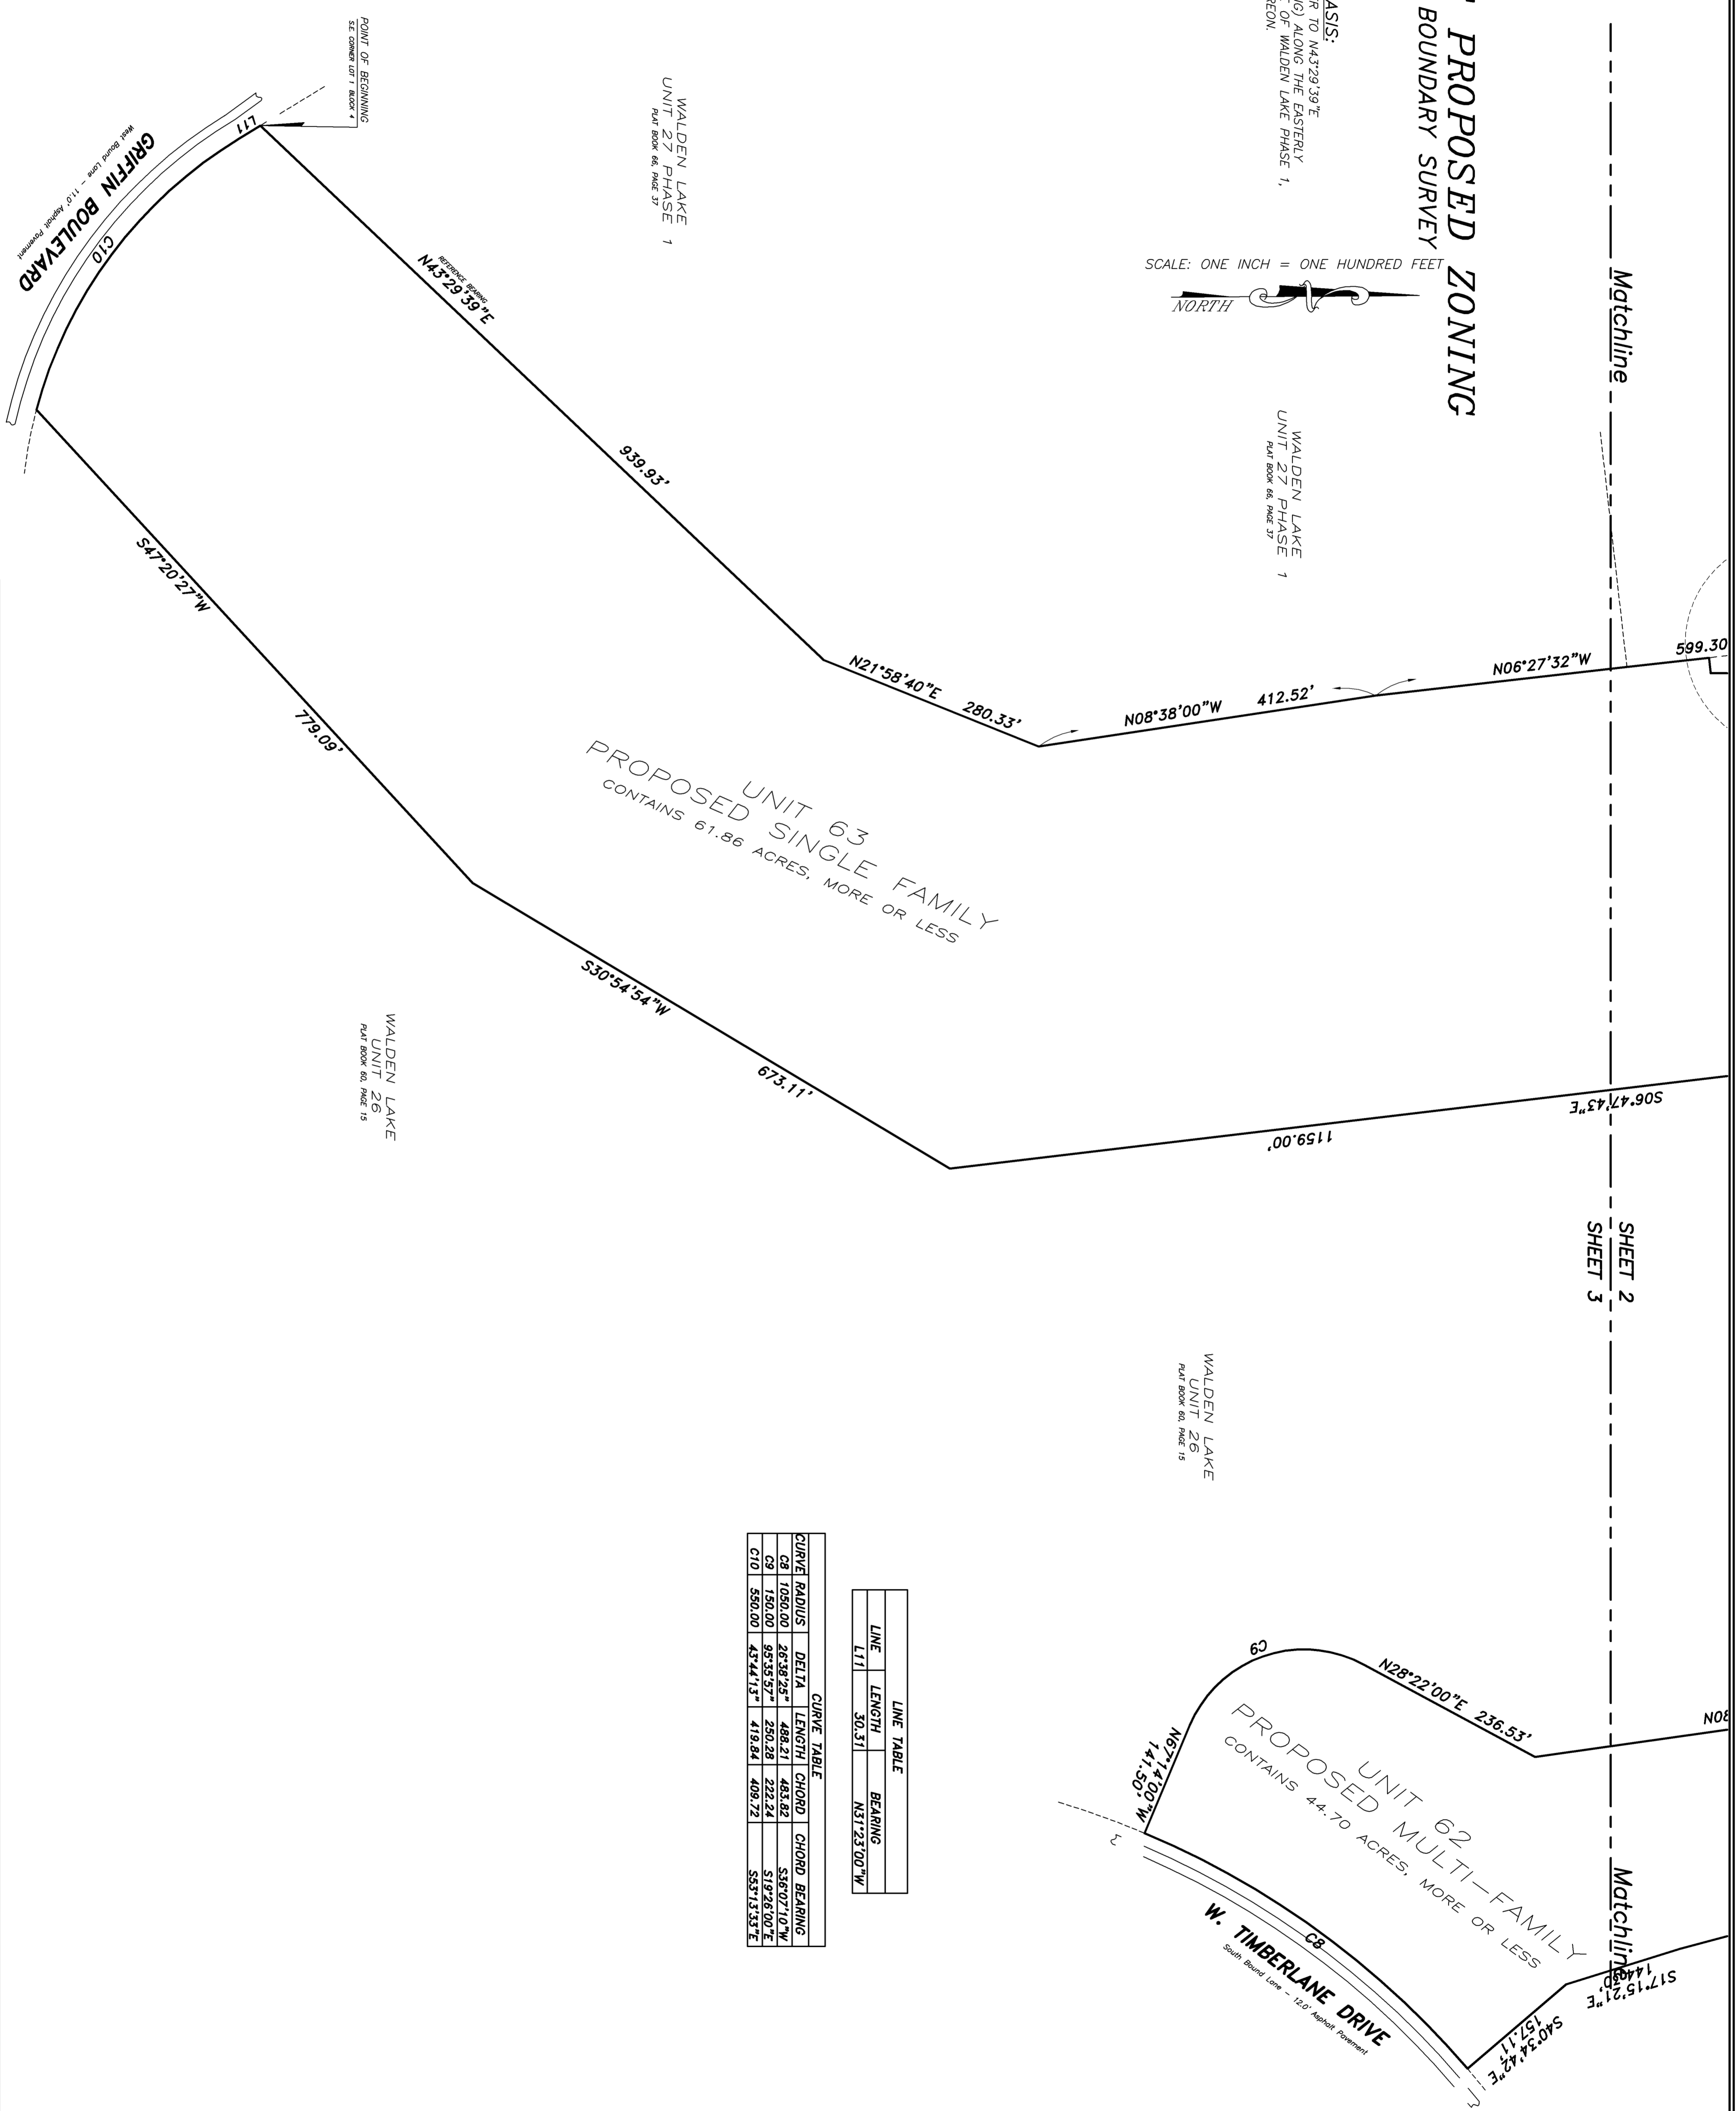 PROPOSED ZONING
BOUNDARY SURVEY
ASIS:
R TO N43°29'39"E
NG) ALONG THE EASTERLY
OF WALDEN LAKE PHASE 1,
REON.
SCALE: ONE INCH = ONE HUNDRED FEET
NORTH
Matchline
SHEET 2
SHEET 3
Matchline
POINT OF BEGINNING
S.E. CORNER LOT 1 BLOCK 4
L11
C10
GRIFFIN BOULEVARD
West Bound Lane - 11.0' Asphalt Pavement
WALDEN LAKE
UNIT 27 PHASE 1
PLAT BOOK 66, PAGE 37
WALDEN LAKE
UNIT 27 PHASE 1
PLAT BOOK 66, PAGE 37
REFERENCE BEARING
N43°29'39"E
939.93'
N21°58'40"E
280.33'
N08°38'00"W
412.52'
N06°27'32"W
599.30
S47°20'27"W
779.09'
S30°54'54"W
673.11'
1159.00'
S06°47'43"E
UNIT 63
PROPOSED SINGLE FAMILY
CONTAINS 61.86 ACRES, MORE OR LESS
WALDEN LAKE
UNIT 26
PLAT BOOK 60, PAGE 15
WALDEN LAKE
UNIT 26
PLAT BOOK 60, PAGE 15
LINE TABLE
LINE LENGTH BEARING
L11 30.31 N31°23'00"W
CURVE TABLE
CURVE RADIUS DELTA LENGTH CHORD CHORD BEARING
C8 1050.00 26°38'25" 488.21 483.82 S36°07'10"W
C9 150.00 95°35'57" 250.28 222.24 S19°26'00"E
C10 550.00 43°44'13" 419.84 409.72 S53°13'33"E
C9
N28°22'00"E 236.53'
N08
N67°14'00"W
141.50'
UNIT 62
PROPOSED MULTI-FAMILY
CONTAINS 44.70 ACRES, MORE OR LESS
C8
W. TIMBERLANE DRIVE
South Bound Lane - 12.0' Asphalt Pavement
S17°15'21"E
S40°34'42"E
157.11'